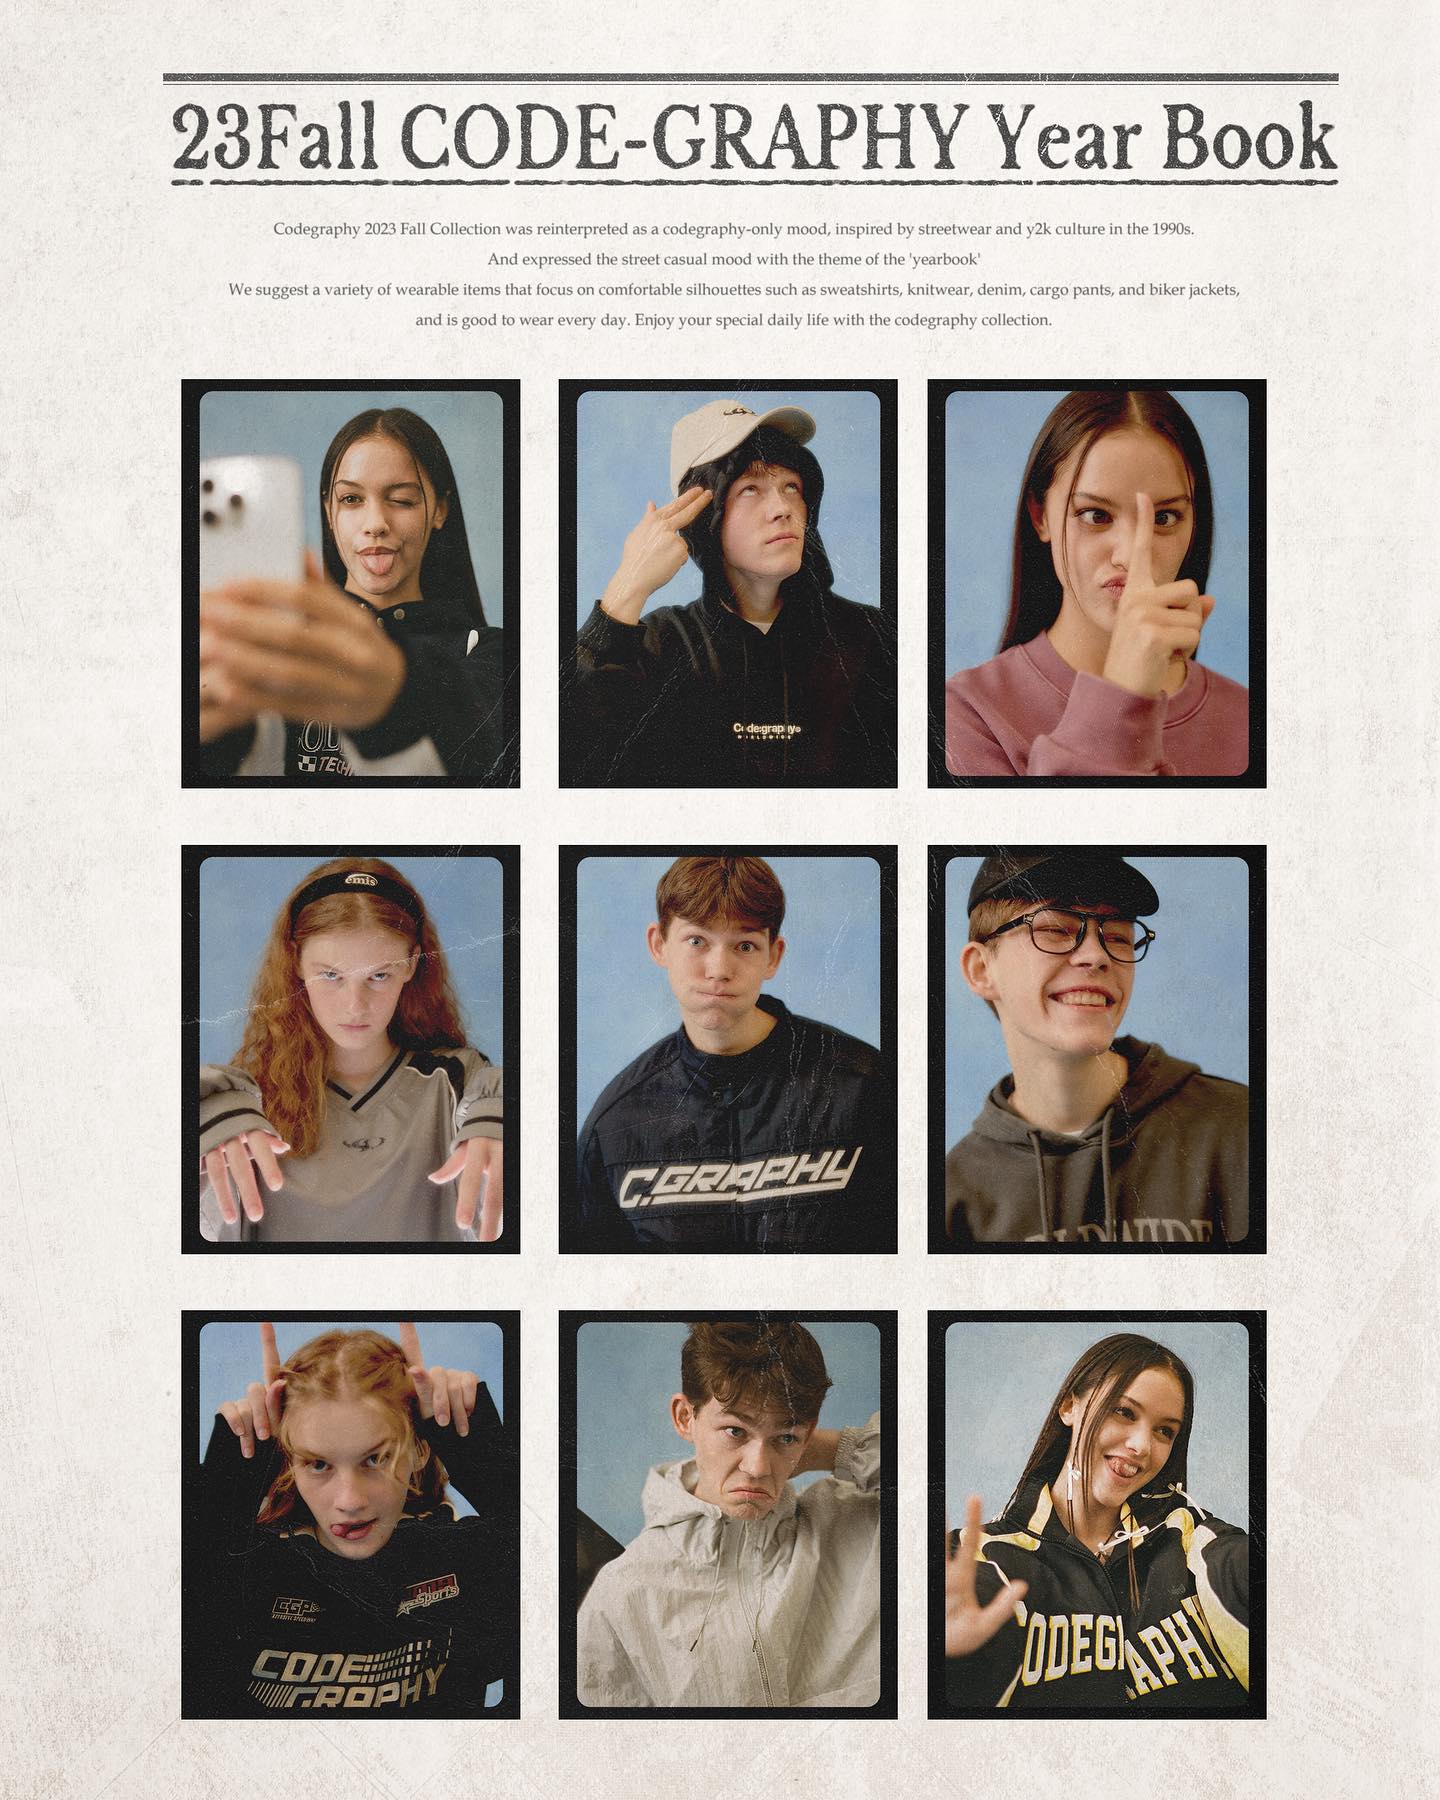 23Fall CODE-GRAPHY Year Book
Codegraphy 2023 Fall Collection was reinterpreted as a codegraphy-only mood, inspired by streetwear and y2k culture in the 1990s.
And expressed the street casual mood with the theme of the 'yearbook'
We suggest a variety of wearable items that focus on comfortable silhouettes such as sweatshirts, knitwear, denim, cargo pants, and biker jackets,
and is good to wear every day. Enjoy your special daily life with the codegraphy collection.
Code:graphy
WORLDWIDE
emis
C.GRAPHY
CGP
Sports
CODE
GRAPHY
CODEGRAPHY